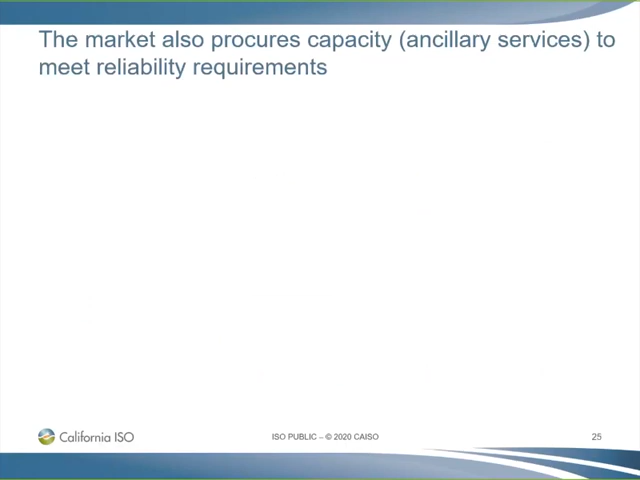 The market also procures capacity (ancillary services) to
meet reliability requirements
California ISO
ISO PUBLIC – © 2020 CAISO
25